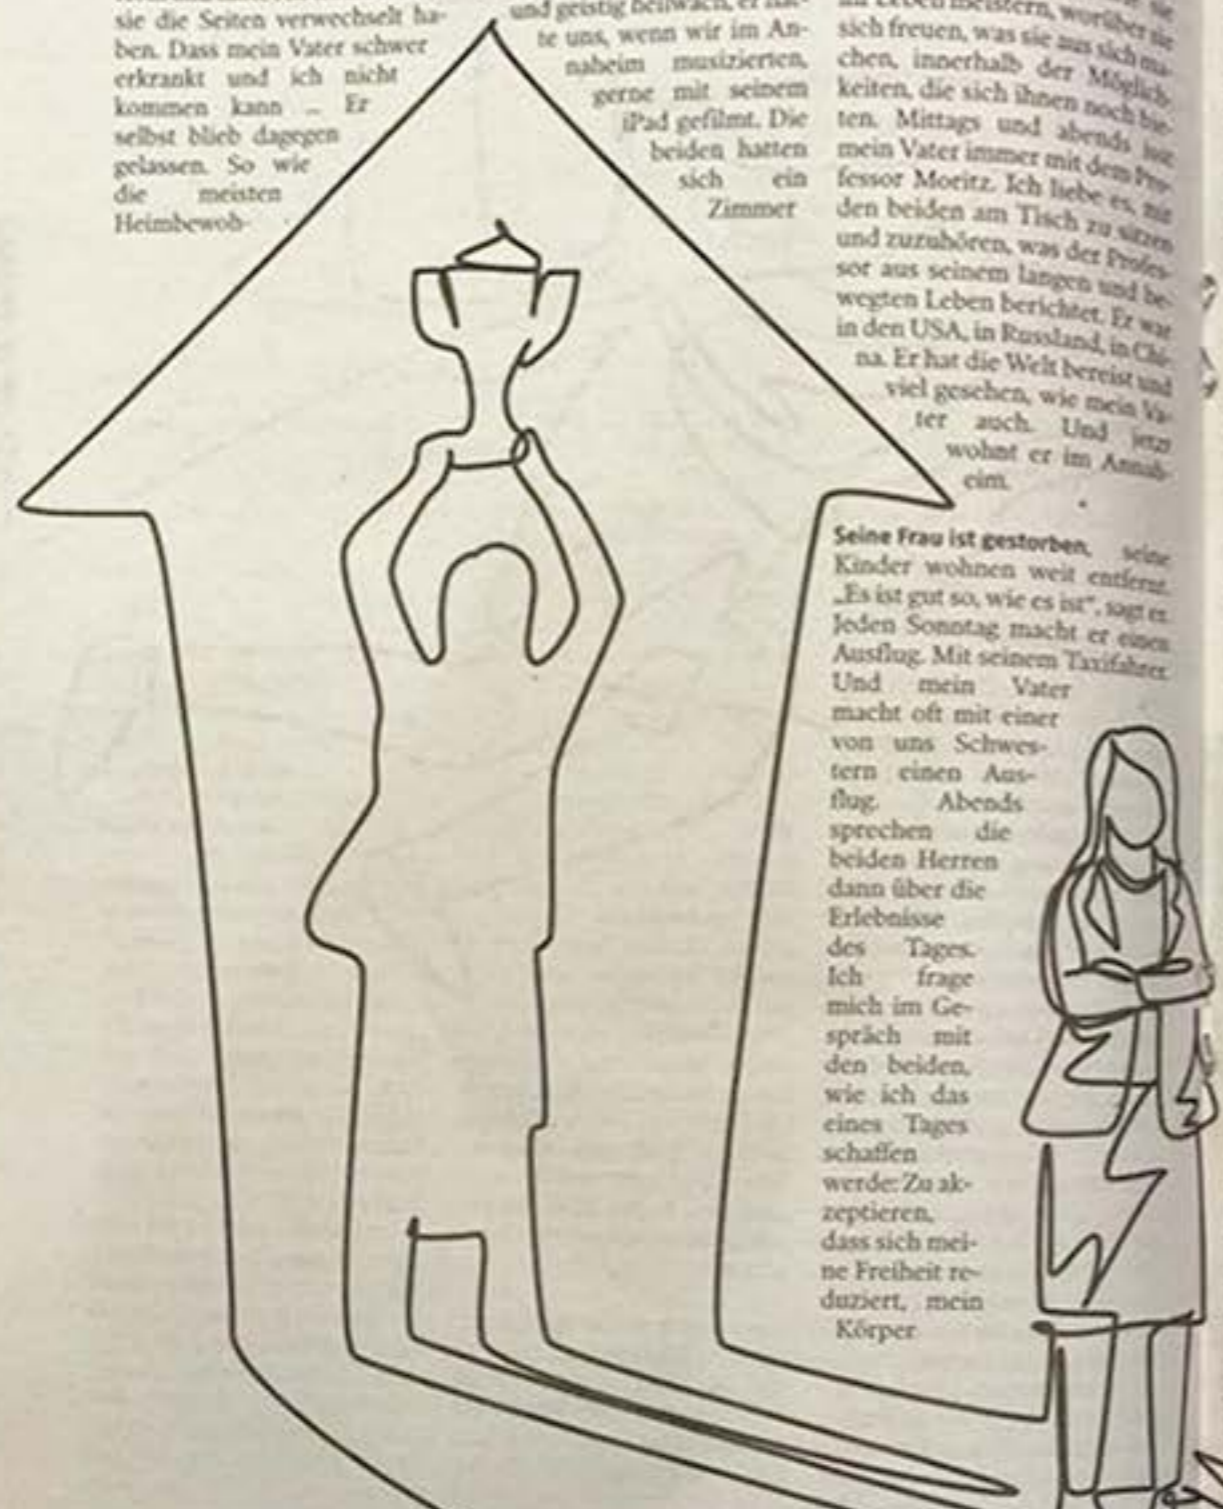 sie die Seiten verwechselt ha-
ben. Dass mein Vater schwer
erkrankt und ich nicht
kommen kann ... Er
selbst blieb dagegen
gelassen. So wie
die meisten
Heimbewoh-
und geistig hellwach, er hat-
te uns, wenn wir im An-
naheim musizierten,
gerne mit seinem
iPad gefilmt. Die
beiden hatten
sich ein
Zimmer
im Leben meistern, worüber sie
sich freuen, was sie aus sich ma-
chen, innerhalb der Möglich-
keiten, die sich ihnen noch bie-
ten. Mittags und abends isst
mein Vater immer mit dem Pro-
fessor Moritz. Ich liebe es, mit
den beiden am Tisch zu sitzen
und zuzuhören, was der Profes-
sor aus seinem langen und be-
wegten Leben berichtet. Er war
in den USA, in Russland, in Chi-
na. Er hat die Welt bereist und
viel gesehen, wie mein Va-
ter auch. Und jetzt
wohnt er im Annah-
eim.
Seine Frau ist gestorben, seine
Kinder wohnen weit entfernt.
„Es ist gut so, wie es ist“, sagt er.
Jeden Sonntag macht er einen
Ausflug. Mit seinem Taxifahrer.
Und mein Vater
macht oft mit einer
von uns Schwes-
tern einen Aus-
flug. Abends
sprechen die
beiden Herren
dann über die
Erlebnisse
des Tages.
Ich frage
mich im Ge-
spräch mit
den beiden,
wie ich das
eines Tages
schaffen
werde: Zu ak-
zeptieren,
dass sich mei-
ne Freiheit re-
duziert, mein
Körper